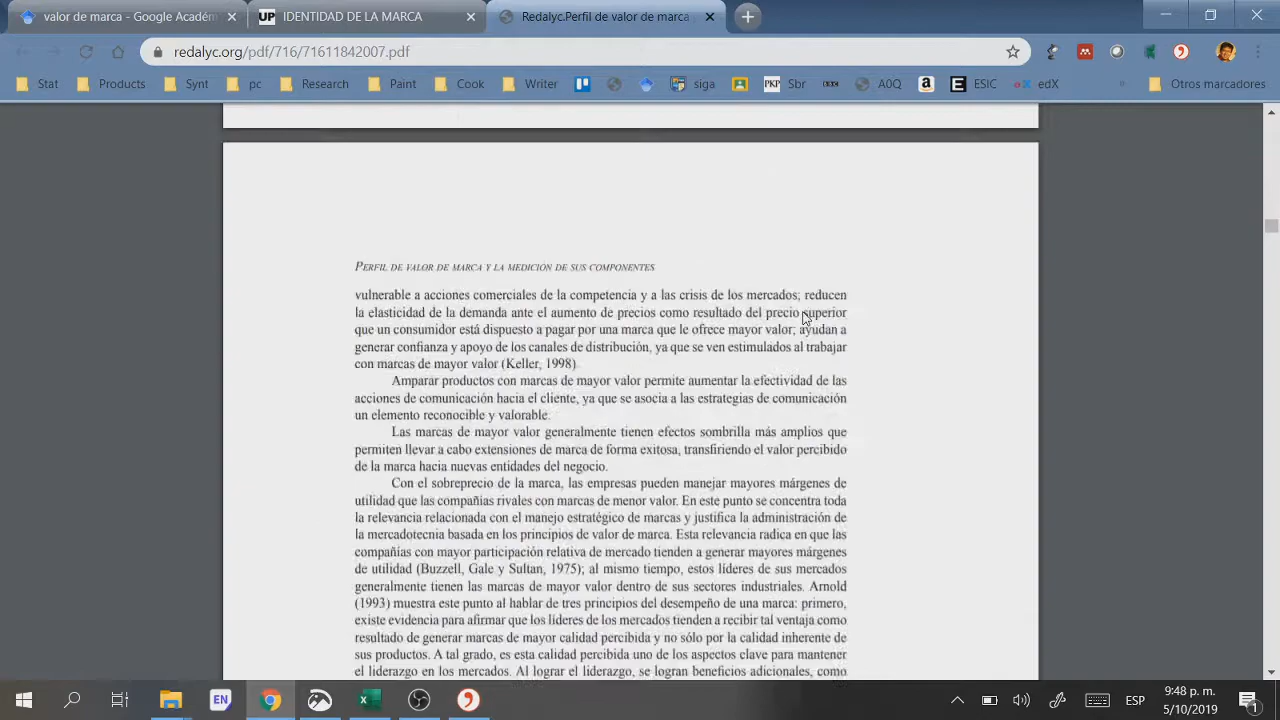 valor de marca - Google Académ
IDENTIDAD DE LA MARCA
Redalyc.Perfil de valor de marca
redalyc.org/pdf/716/71611842007.pdf
Stat
Products
Synt
pc
Research
Paint
Cook
Writer
siga
PKP Sbr
A0Q
ESIC
edX
Otros marcadores
PERFIL DE VALOR DE MARCA Y LA MEDICIÓN DE SUS COMPONENTES
vulnerable a acciones comerciales de la competencia y a las crisis de los mercados; reducen
la elasticidad de la demanda ante el aumento de precios como resultado del precio superior
que un consumidor está dispuesto a pagar por una marca que le ofrece mayor valor; ayudan a
generar confianza y apoyo de los canales de distribución, ya que se ven estimulados al trabajar
con marcas de mayor valor (Keller, 1998).
Amparar productos con marcas de mayor valor permite aumentar la efectividad de las
acciones de comunicación hacia el cliente, ya que se asocia a las estrategias de comunicación
un elemento reconocible y valorable.
Las marcas de mayor valor generalmente tienen efectos sombrilla más amplios que
permiten llevar a cabo extensiones de marca de forma exitosa, transfiriendo el valor percibido
de la marca hacia nuevas entidades del negocio.
Con el sobreprecio de la marca, las empresas pueden manejar mayores márgenes de
utilidad que las compañías rivales con marcas de menor valor. En este punto se concentra toda
la relevancia relacionada con el manejo estratégico de marcas y justifica la administración de
la mercadotecnia basada en los principios de valor de marca. Esta relevancia radica en que las
compañías con mayor participación relativa de mercado tienden a generar mayores márgenes
de utilidad (Buzzell, Gale y Sultan, 1975); al mismo tiempo, estos líderes de sus mercados
generalmente tienen las marcas de mayor valor dentro de sus sectores industriales. Arnold
(1993) muestra este punto al hablar de tres principios del desempeño de una marca: primero,
existe evidencia para afirmar que los líderes de los mercados tienden a recibir tal ventaja como
resultado de generar marcas de mayor calidad percibida y no sólo por la calidad inherente de
sus productos. A tal grado, es esta calidad percibida uno de los aspectos clave para mantener
el liderazgo en los mercados. Al lograr el liderazgo, se logran beneficios adicionales, como
EN
ESP
9:48 p. m.
5/10/2019
1